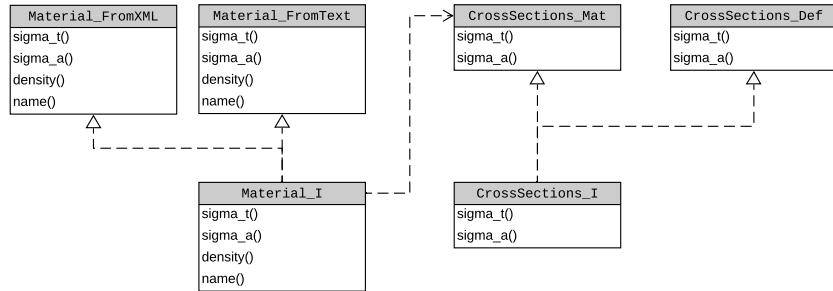 Material_FromXML
sigma_t()
sigma_a()
density()
name()
Material_FromText
sigma_t()
sigma_a()
density()
name()
CrossSections_Mat
sigma_t()
sigma_a()
CrossSections_Def
sigma_t()
sigma_a()
Material_I
sigma_t()
sigma_a()
density()
name()
CrossSections_I
sigma_t()
sigma_a()